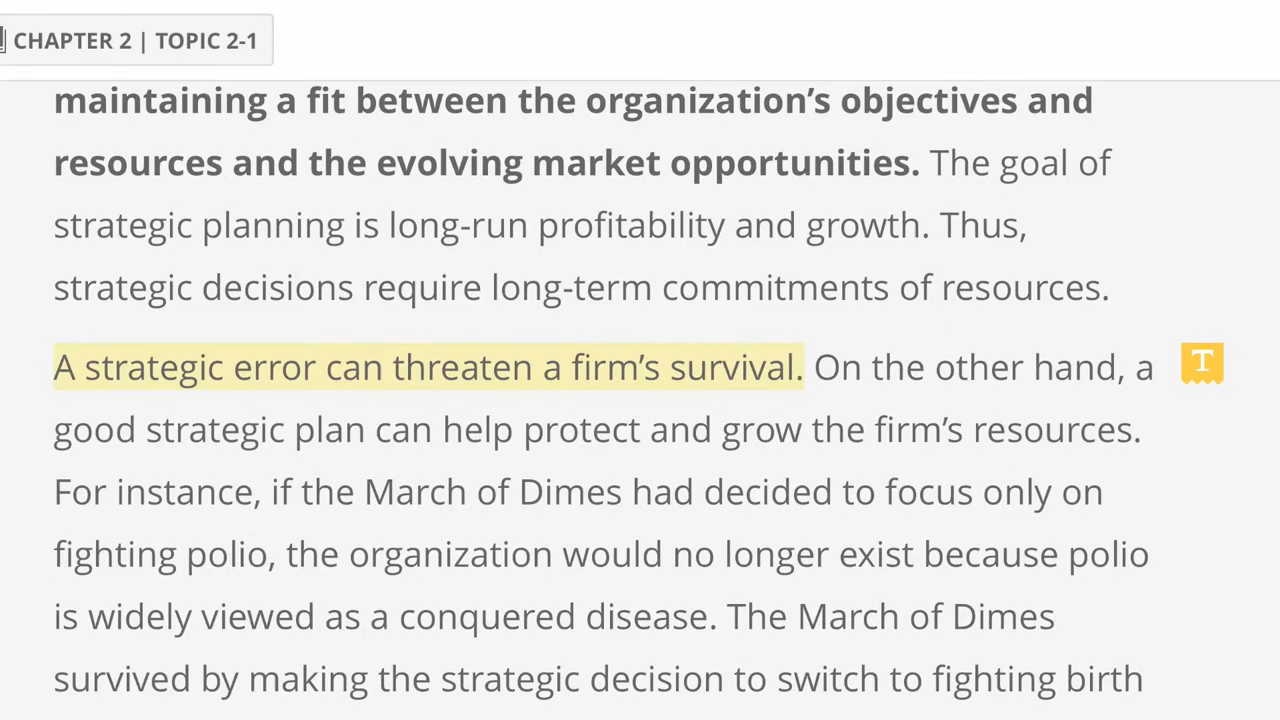 CHAPTER 2 | TOPIC 2-1
maintaining a fit between the organization’s objectives and
resources and the evolving market opportunities. The goal of
strategic planning is long-run profitability and growth. Thus,
strategic decisions require long-term commitments of resources.
A strategic error can threaten a firm’s survival. On the other hand, a
T
good strategic plan can help protect and grow the firm’s resources.
For instance, if the March of Dimes had decided to focus only on
fighting polio, the organization would no longer exist because polio
is widely viewed as a conquered disease. The March of Dimes
survived by making the strategic decision to switch to fighting birth